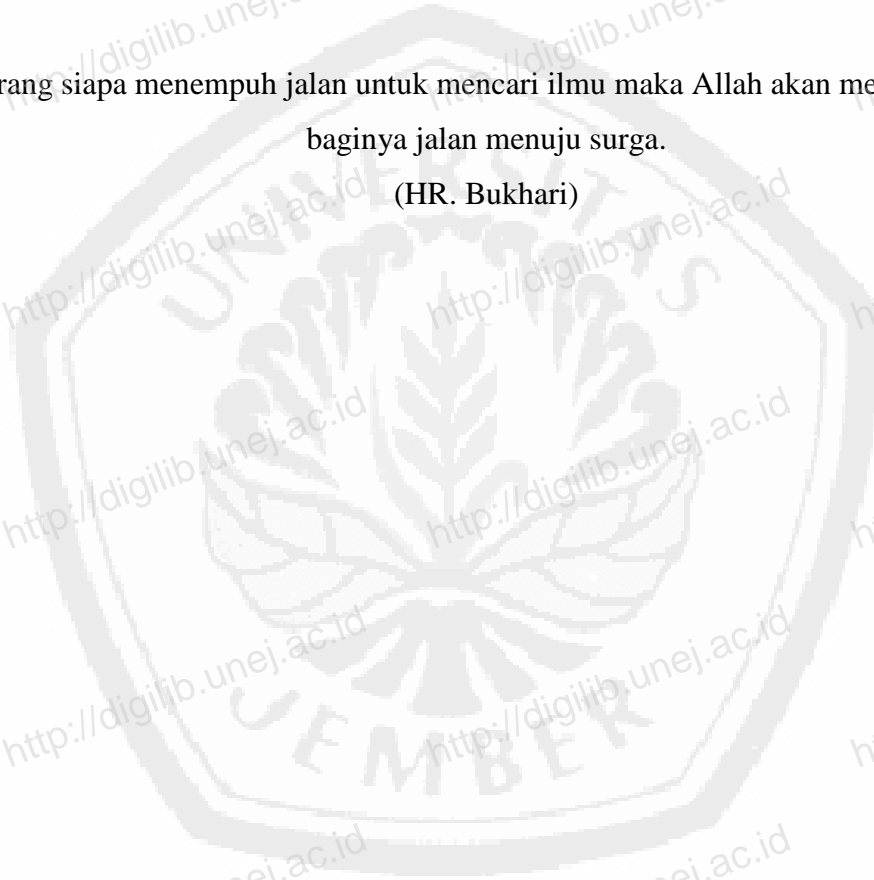 http://digilib.unej.ac.id
http://digilib.unej.ac.id
rang siapa menempuh jalan untuk mencari ilmu maka Allah akan me
baginya jalan menuju surga.
(HR. Bukhari)
UNIVERSITAS
http://digilib.unej.ac.id
http://digilib.unej.ac.id
http://digilib.unej.ac.id
http://digilib.unej.ac.id
http://digilib.unej.ac.id
http://digilib.unej.ac.id
JEMBER